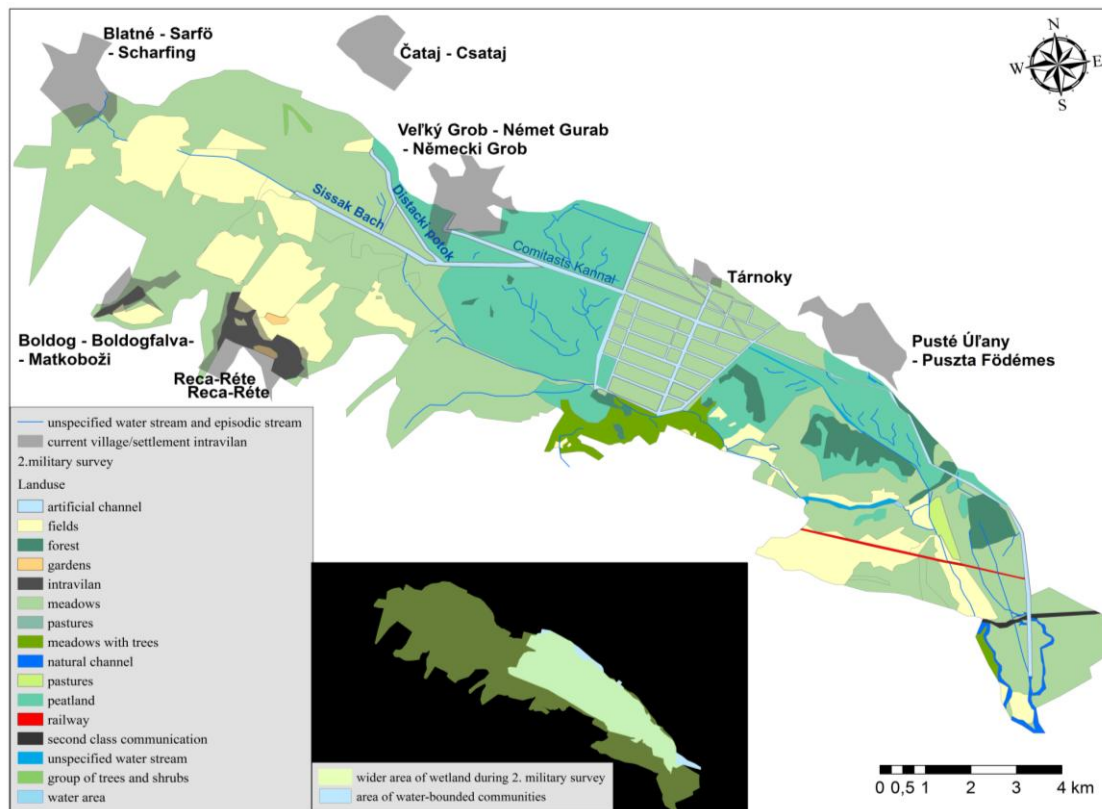 Blatné - Sarfö
- Scharfing
Čataj - Csataj
N
W E
S
Veľký Grob - Német Gurab
- Německi Grob
Sissak Bach
Distacki potok
Comitasts Kannal
Tárnoky
Boldog - Boldogfalva-
- Matkoboži
Reca-Réte
Reca-Réte
Pusté Úľany
- Puszta Födémes
unspecified water stream and episodic stream
current village/settlement intravilan
2.military survey
Landuse
artificial channel
fields
forest
gardens
intravilan
meadows
pastures
meadows with trees
natural channel
pastures
peatland
railway
second class communication
unspecified water stream
group of trees and shrubs
water area
wider area of wetland during 2. military survey
area of water-bounded communities
0 0,5 1 2 3 4 km